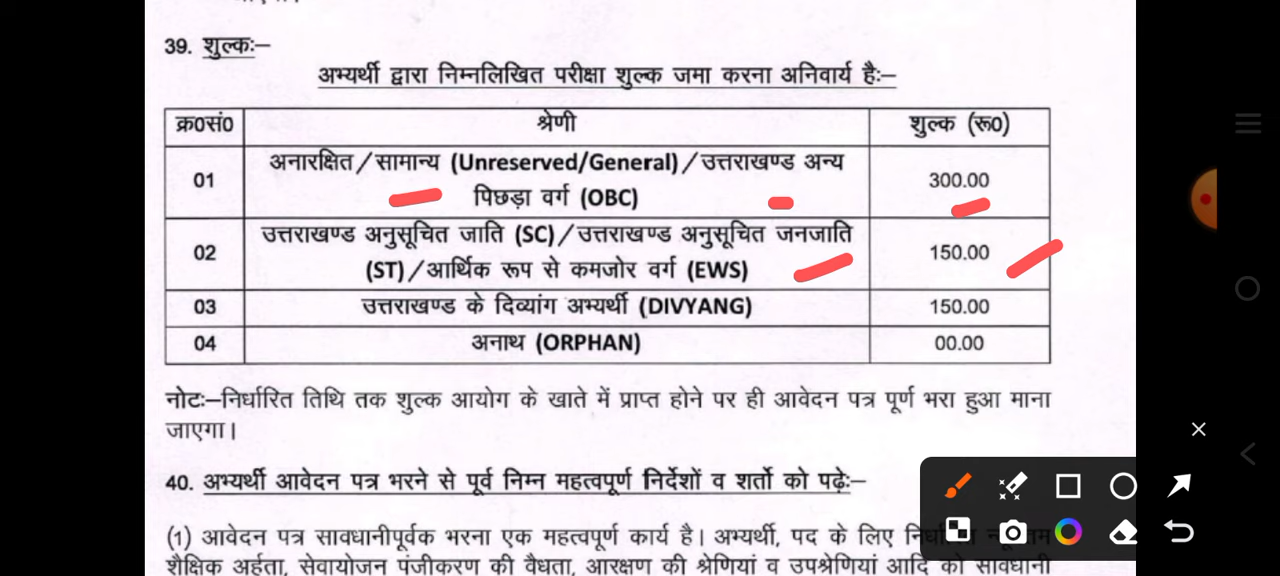 39. शुल्कः–
अभ्यर्थी द्वारा निम्नलिखित परीक्षा शुल्क जमा करना अनिवार्य हैः–
क्र0सं0 श्रेणी शुल्क (रू0)
01 अनारक्षित/सामान्य (Unreserved/General)/उत्तराखण्ड अन्य पिछड़ा वर्ग (OBC) 300.00
02 उत्तराखण्ड अनुसूचित जाति (SC)/उत्तराखण्ड अनुसूचित जनजाति (ST)/आर्थिक रूप से कमजोर वर्ग (EWS) 150.00
03 उत्तराखण्ड के दिव्यांग अभ्यर्थी (DIVYANG) 150.00
04 अनाथ (ORPHAN) 00.00
नोटः–निर्धारित तिथि तक शुल्क आयोग के खाते में प्राप्त होने पर ही आवेदन पत्र पूर्ण भरा हुआ माना
जाएगा।
40. अभ्यर्थी आवेदन पत्र भरने से पूर्व निम्न महत्वपूर्ण निर्देशों व शर्तो को पढ़ेः–
(1) आवेदन पत्र सावधानीपूर्वक भरना एक महत्वपूर्ण कार्य है। अभ्यर्थी, पद के लिए
शैक्षिक अर्हता, सेवायोजन पंजीकरण की वैधता, आरक्षण की श्रेणियां व उपश्रेणियां आदि को सावधानी